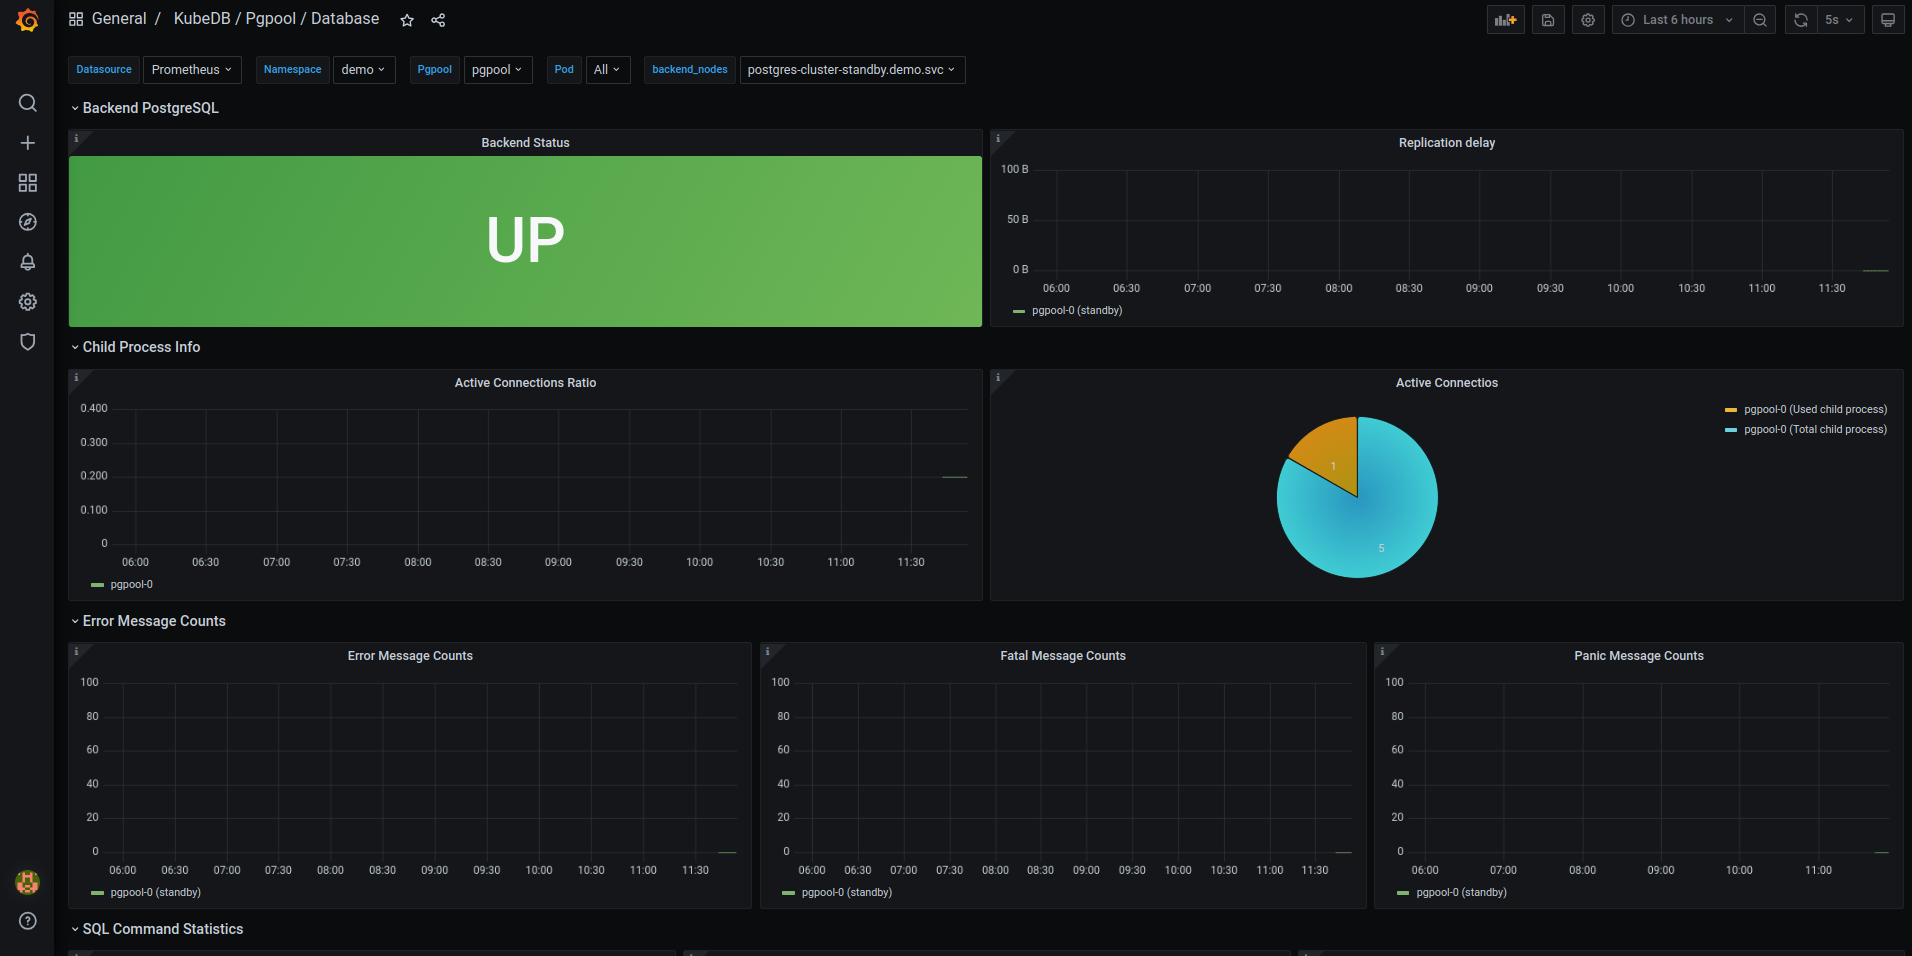 General / KubeDB / Pgpool / Database
Last 6 hours
5s
Datasource Prometheus Namespace demo Pgpool pgpool Pod All backend_nodes postgres-cluster-standby.demo.svc
Backend PostgreSQL
Backend Status
UP
Replication delay
100 B
50 B
0 B
06:00 06:30 07:00 07:30 08:00 08:30 09:00 09:30 10:00 10:30 11:00 11:30
pgpool-0 (standby)
Child Process Info
Active Connections Ratio
0.400
0.300
0.200
0.100
0
06:00 06:30 07:00 07:30 08:00 08:30 09:00 09:30 10:00 10:30 11:00 11:30
pgpool-0
Active Connectios
1
5
pgpool-0 (Used child process)
pgpool-0 (Total child process)
Error Message Counts
Error Message Counts
100
80
60
40
20
0
06:00 06:30 07:00 07:30 08:00 08:30 09:00 09:30 10:00 10:30 11:00 11:30
pgpool-0 (standby)
Fatal Message Counts
100
80
60
40
20
0
06:00 06:30 07:00 07:30 08:00 08:30 09:00 09:30 10:00 10:30 11:00 11:30
pgpool-0 (standby)
Panic Message Counts
100
80
60
40
20
0
06:00 07:00 08:00 09:00 10:00 11:00
pgpool-0 (standby)
SQL Command Statistics